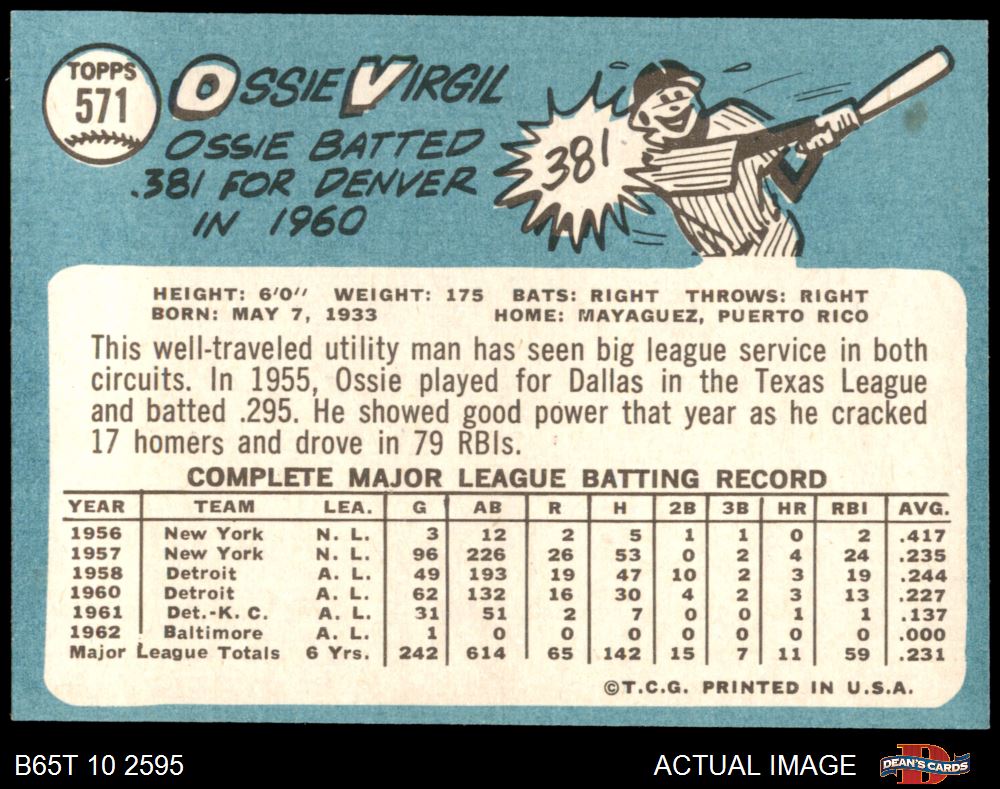 TOPPS
571
OSSIE VIRGIL
OSSIE BATTED
.381 FOR DENVER
IN 1960
381
HEIGHT: 6'0" WEIGHT: 175 BATS: RIGHT THROWS: RIGHT
BORN: MAY 7, 1933 HOME: MAYAGUEZ, PUERTO RICO
This well-traveled utility man has seen big league service in both
circuits. In 1955, Ossie played for Dallas in the Texas League
and batted .295. He showed good power that year as he cracked
17 homers and drove in 79 RBIs.
COMPLETE MAJOR LEAGUE BATTING RECORD
YEAR TEAM LEA. G AB R H 2B 3B HR RBI AVG.
1956 New York N. L. 3 12 2 5 1 1 0 2 .417
1957 New York N. L. 96 226 26 53 0 2 4 24 .235
1958 Detroit A. L. 49 193 19 47 10 2 3 19 .244
1960 Detroit A. L. 62 132 16 30 4 2 3 13 .227
1961 Det.-K. C. A. L. 31 51 2 7 0 0 1 1 .137
1962 Baltimore A. L. 1 0 0 0 0 0 0 0 .000
Major League Totals 6 Yrs. 242 614 65 142 15 7 11 59 .231
©T.C.G. PRINTED IN U.S.A.
B65T 10 2595 ACTUAL IMAGE DEAN'S CARDS